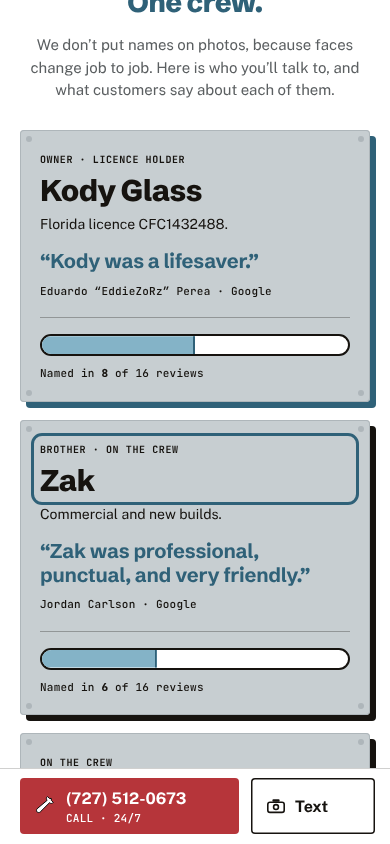 One crew.
We don’t put names on photos, because faces
change job to job. Here is who you’ll talk to, and
what customers say about each of them.
OWNER · LICENCE HOLDER
Kody Glass
Florida licence CFC1432488.
“Kody was a lifesaver.”
Eduardo “EddieZoRz” Perea · Google
Named in 8 of 16 reviews
BROTHER · ON THE CREW
Zak
Commercial and new builds.
“Zak was professional,
punctual, and very friendly.”
Jordan Carlson · Google
Named in 6 of 16 reviews
ON THE CREW
(727) 512-0673
CALL · 24/7
Text